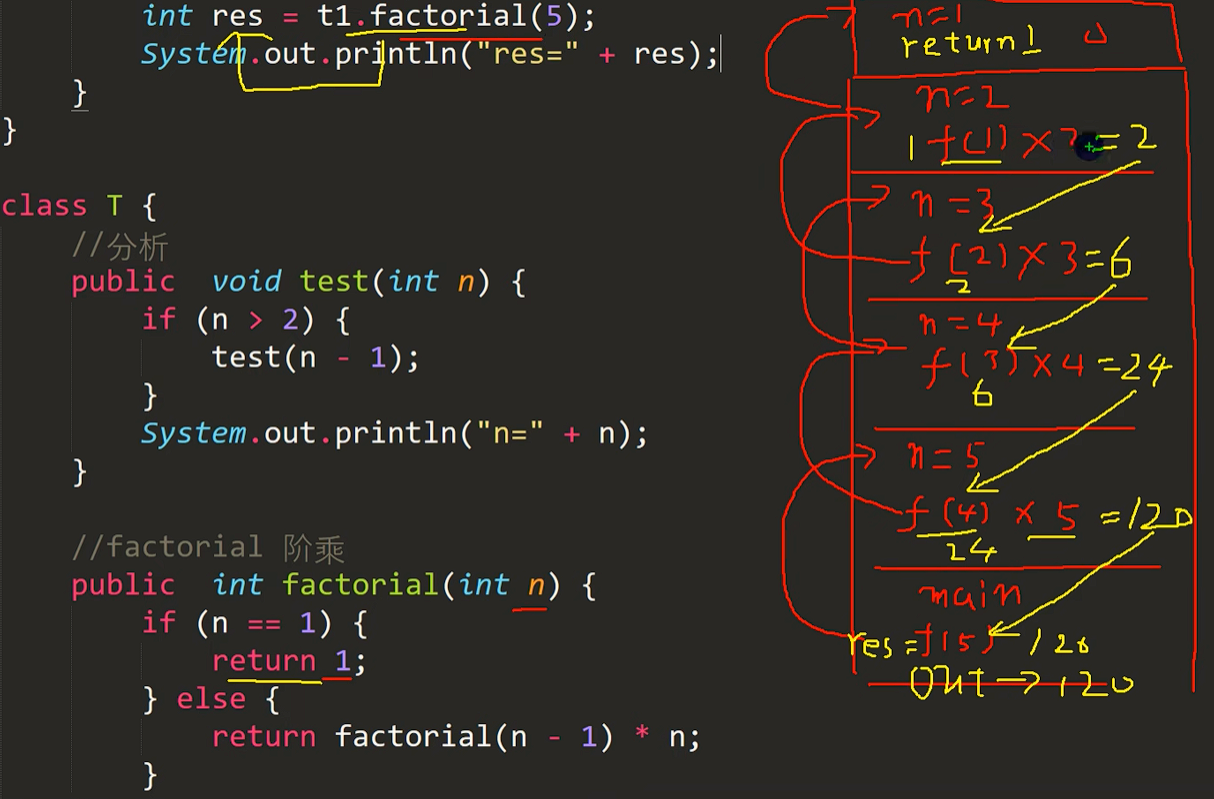 int res = t1.factorial(5);
System.out.println("res=" + res);
}
}
class T {
//分析
public  void test(int n) {
if (n > 2) {
test(n - 1);
}
System.out.println("n=" + n);
}
//factorial 阶乘
public  int factorial(int n) {
if (n == 1) {
return 1;
} else {
return factorial(n - 1) * n;
}
n=1
return 1
n=2
1 f(1) × 2 = 2
n=3
f(2) × 3 = 6
2
n=4
f(3) × 4 = 24
6
n=5
f(4) × 5 = 120
24
main
res = f(5) 120
out → 120